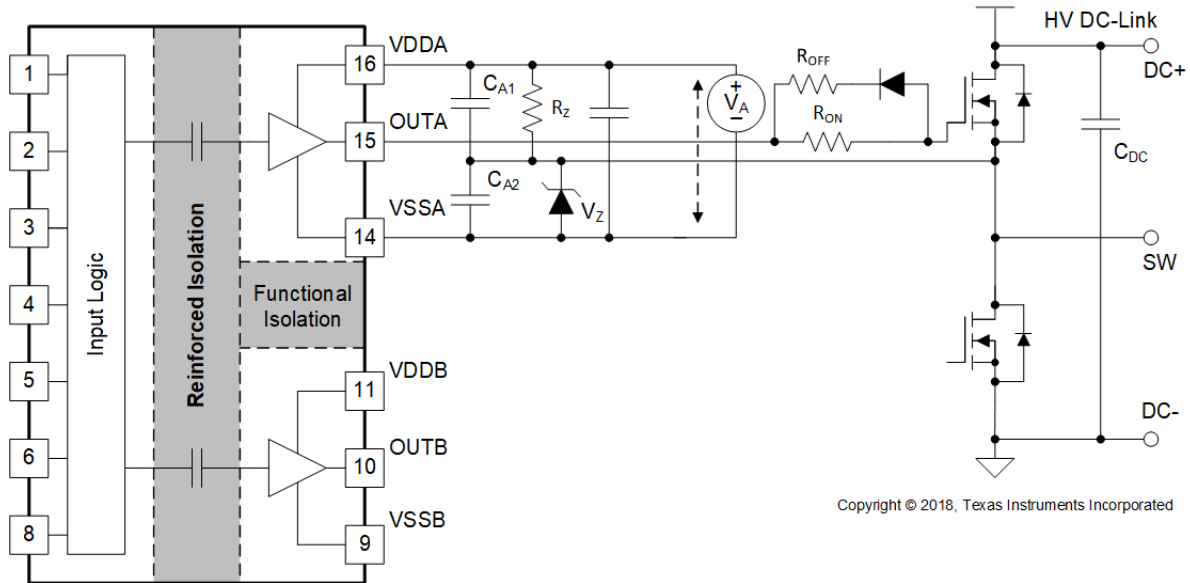 VDDA
HV DC-Link
1
16
DC+
CA1
RZ
VA
+
−
ROFF
RON
2
OUTA
15
CDC
CA2
VZ
3
VSSA
14
SW
Input Logic
Reinforced Isolation
Functional
Isolation
4
5
VDDB
11
6
OUTB
10
DC-
8
VSSB
9
Copyright © 2018, Texas Instruments Incorporated